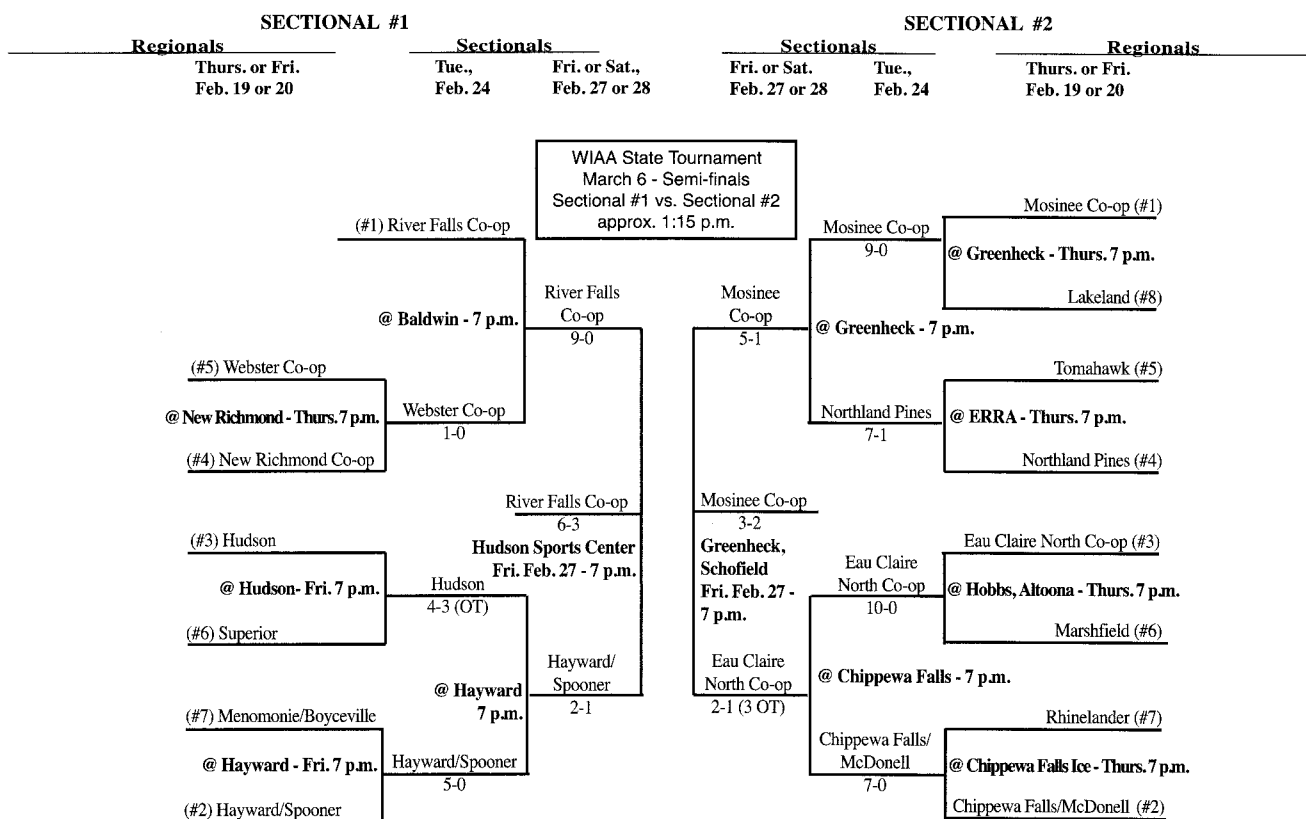 SECTIONAL #1
SECTIONAL #2
Regionals
Sectionals
Sectionals
Regionals
Thurs. or Fri.
Feb. 19 or 20
Tue.,
Feb. 24
Fri. or Sat.,
Feb. 27 or 28
Fri. or Sat.
Feb. 27 or 28
Tue.,
Feb. 24
Thurs. or Fri.
Feb. 19 or 20
WIAA State Tournament
March 6 - Semi-finals
Sectional #1 vs. Sectional #2
approx. 1:15 p.m.
(#1) River Falls Co-op
@ Baldwin - 7 p.m.
River Falls
Co-op
9-0
(#5) Webster Co-op
@ New Richmond - Thurs. 7 p.m.
Webster Co-op
1-0
(#4) New Richmond Co-op
River Falls Co-op
6-3
Hudson Sports Center
Fri. Feb. 27 - 7 p.m.
(#3) Hudson
@ Hudson- Fri. 7 p.m.
Hudson
4-3 (OT)
(#6) Superior
@ Hayward
7 p.m.
Hayward/
Spooner
2-1
(#7) Menomonie/Boyceville
@ Hayward - Fri. 7 p.m.
Hayward/Spooner
5-0
(#2) Hayward/Spooner
Mosinee Co-op (#1)
Mosinee Co-op
9-0
@ Greenheck - Thurs. 7 p.m.
Lakeland (#8)
Mosinee
Co-op
5-1
@ Greenheck - 7 p.m.
Tomahawk (#5)
Northland Pines
7-1
@ ERRA - Thurs. 7 p.m.
Northland Pines (#4)
Mosinee Co-op
3-2
Greenheck,
Schofield
Fri. Feb. 27 -
7 p.m.
Eau Claire North Co-op (#3)
Eau Claire
North Co-op
10-0
@ Hobbs, Altoona - Thurs. 7 p.m.
Marshfield (#6)
Eau Claire
North Co-op
2-1 (3 OT)
@ Chippewa Falls - 7 p.m.
Rhinelander (#7)
Chippewa Falls/
McDonell
7-0
@ Chippewa Falls Ice - Thurs. 7 p.m.
Chippewa Falls/McDonell (#2)